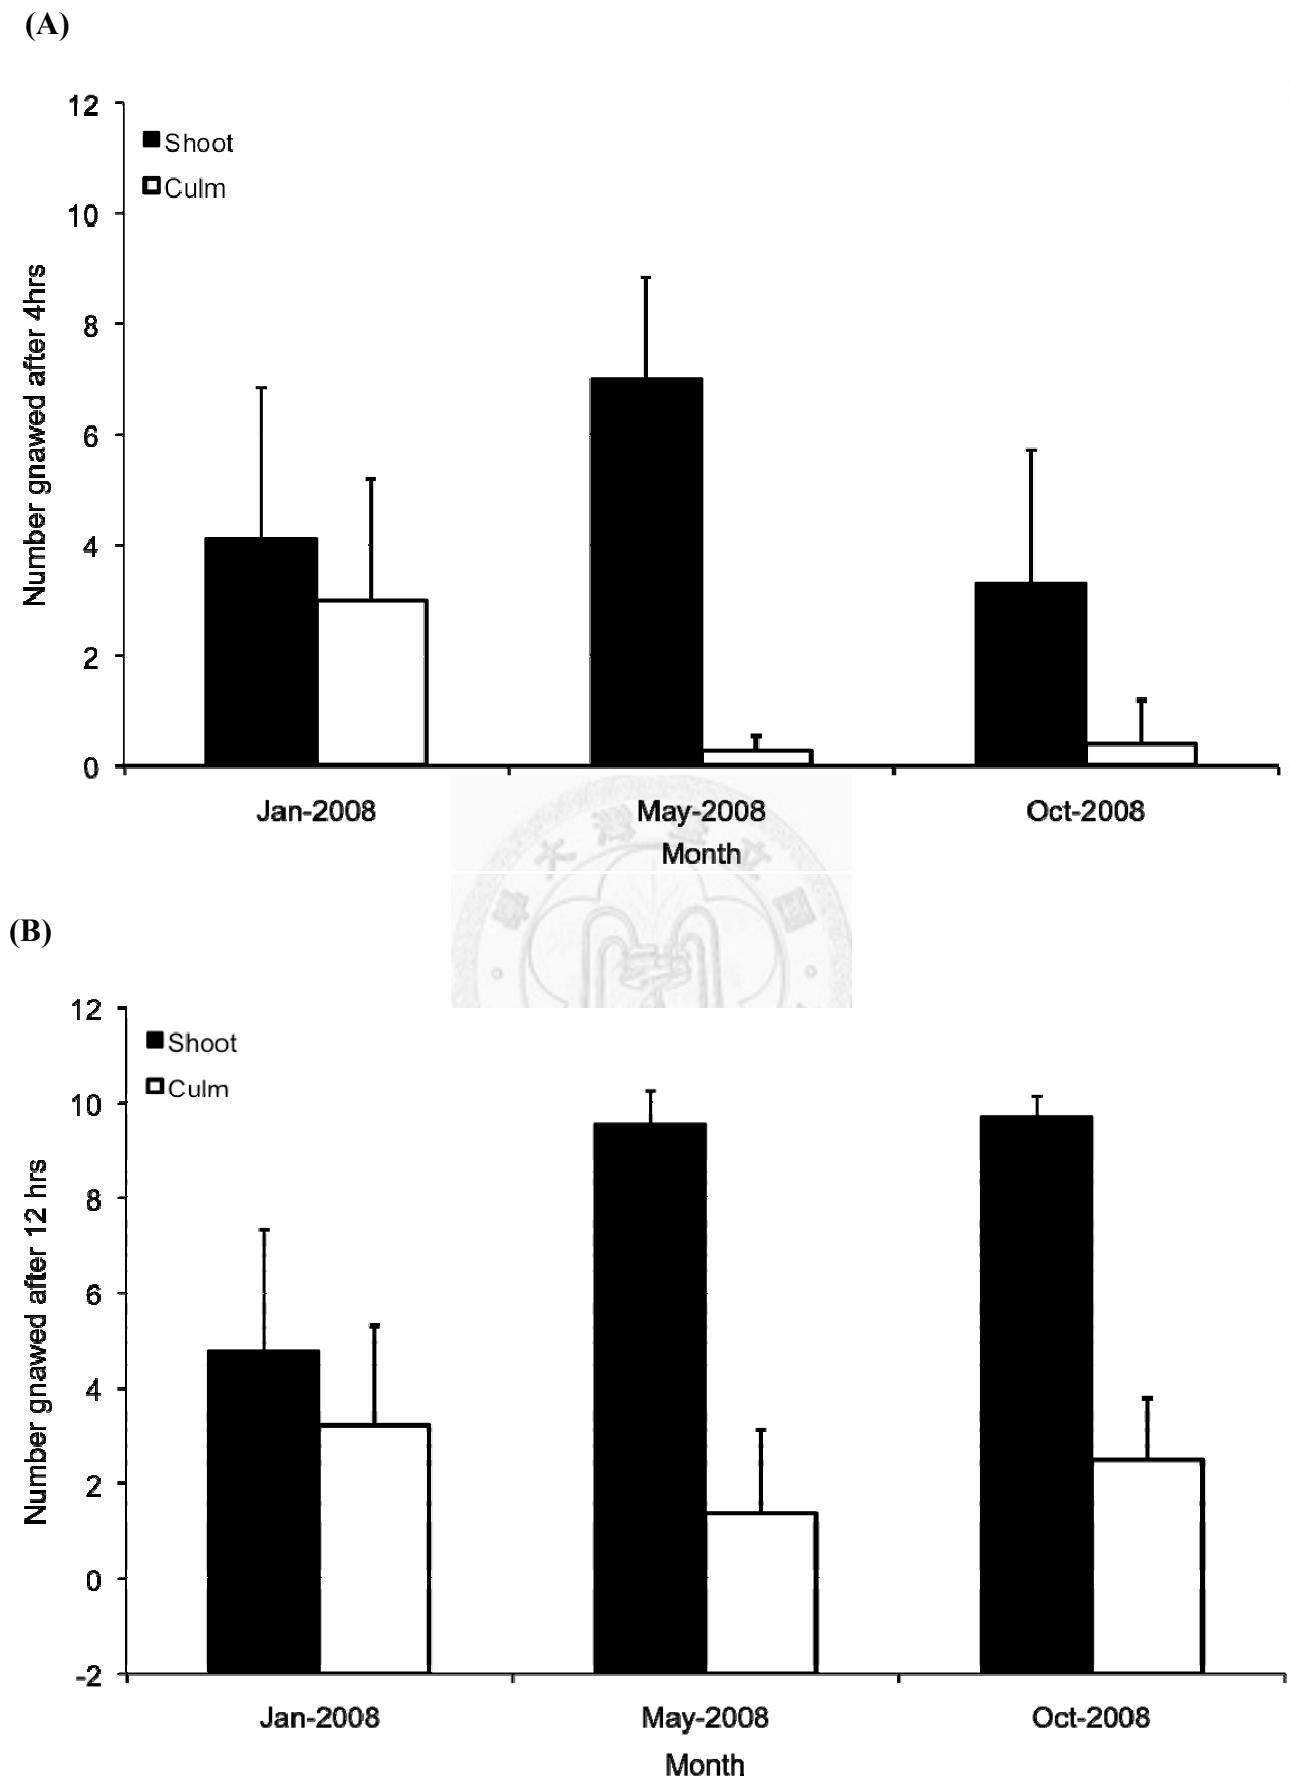 (A)
12
10
8
6
4
2
0
Number gnawed after 4hrs
Shoot
Culm
Jan-2008
May-2008
Oct-2008
Month
(B)
12
10
8
6
4
2
0
-2
Number gnawed after 12 hrs
Shoot
Culm
Jan-2008
May-2008
Oct-2008
Month